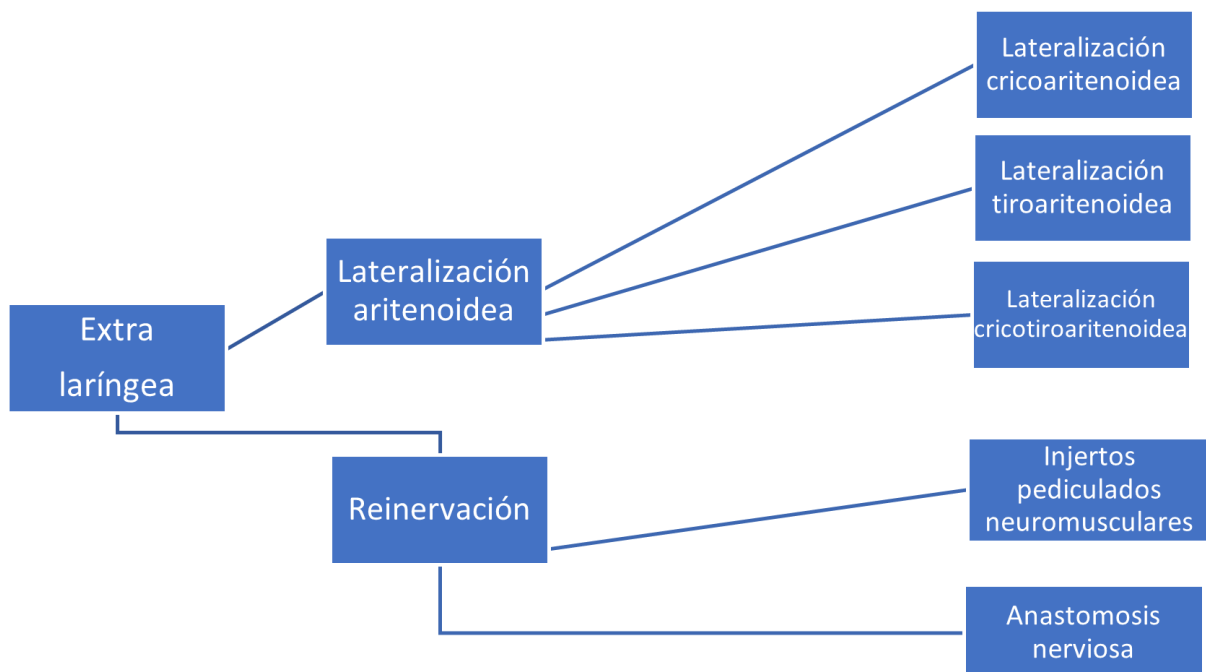 Extra
laríngea
Lateralización
aritenoidea
Lateralización
cricoaritenoidea
Lateralización
tiroaritenoidea
Lateralización
cricotiroaritenoidea
Reinervación
Injertos
pediculados
neuromusculares
Anastomosis
nerviosa